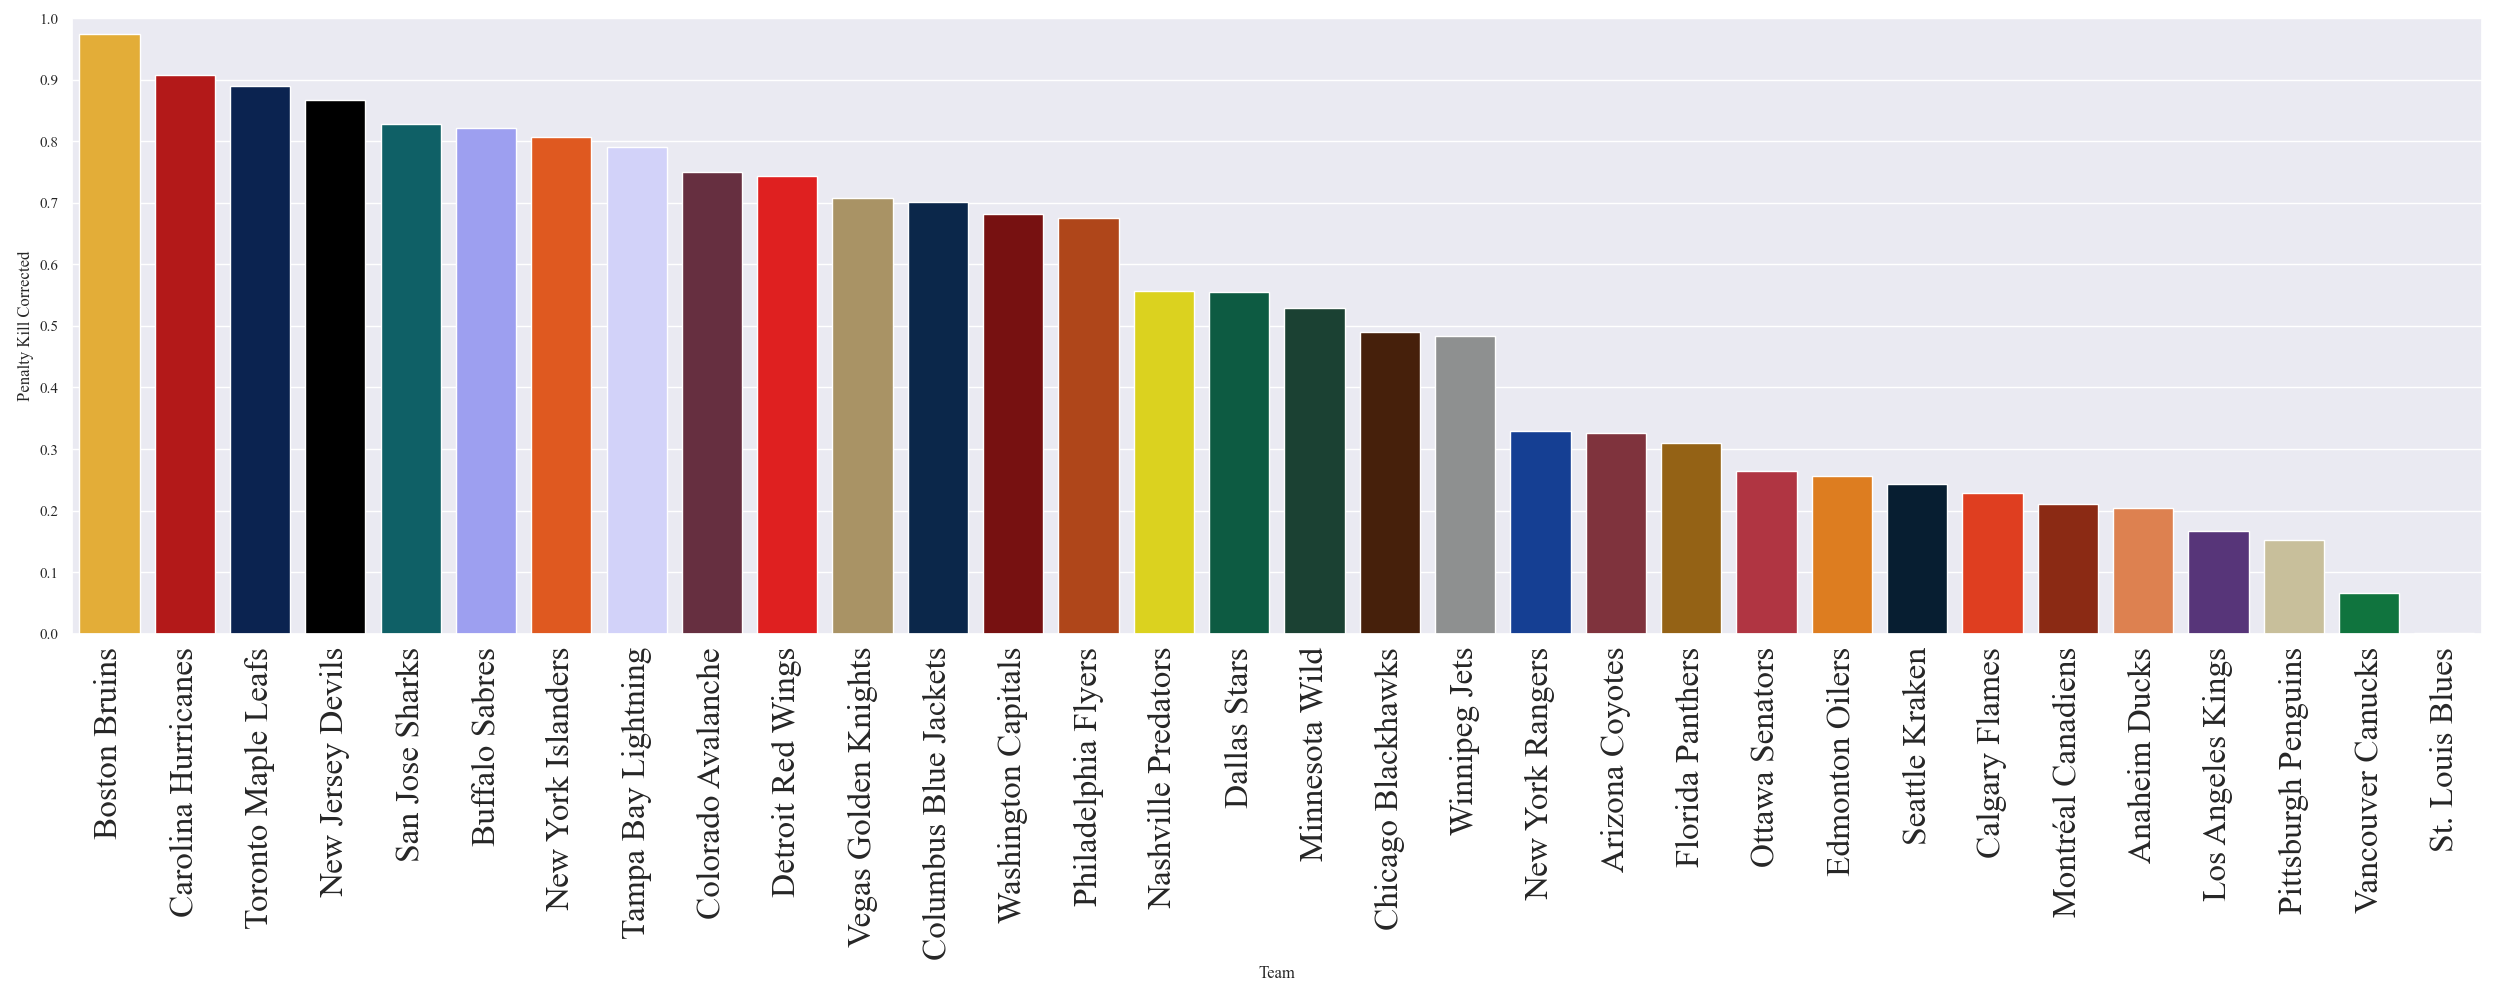 1.0
0.9
0.8
0.7
0.6
0.5
0.4
0.3
0.2
0.1
0.0
Penalty Kill Corrected
Boston Bruins
Carolina Hurricanes
Toronto Maple Leafs
New Jersey Devils
San Jose Sharks
Buffalo Sabres
New York Islanders
Tampa Bay Lightning
Colorado Avalanche
Detroit Red Wings
Vegas Golden Knights
Columbus Blue Jackets
Washington Capitals
Philadelphia Flyers
Nashville Predators
Dallas Stars
Minnesota Wild
Chicago Blackhawks
Winnipeg Jets
New York Rangers
Arizona Coyotes
Florida Panthers
Ottawa Senators
Edmonton Oilers
Seattle Kraken
Calgary Flames
Montréal Canadiens
Anaheim Ducks
Los Angeles Kings
Pittsburgh Penguins
Vancouver Canucks
St. Louis Blues
Team